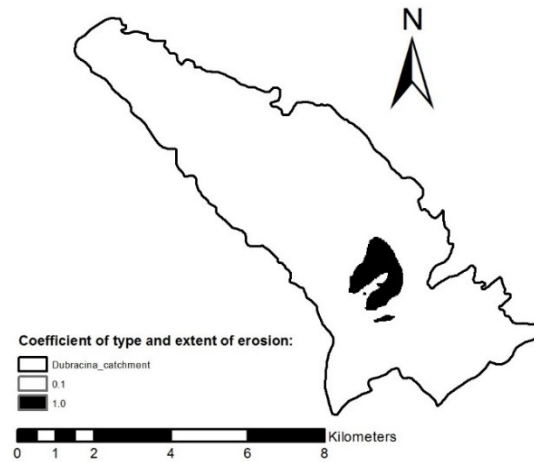 N
Coefficient of type and extent of erosion:
Dubracina_catchment
0.1
1.0
Kilometers
0 1 2 4 6 8